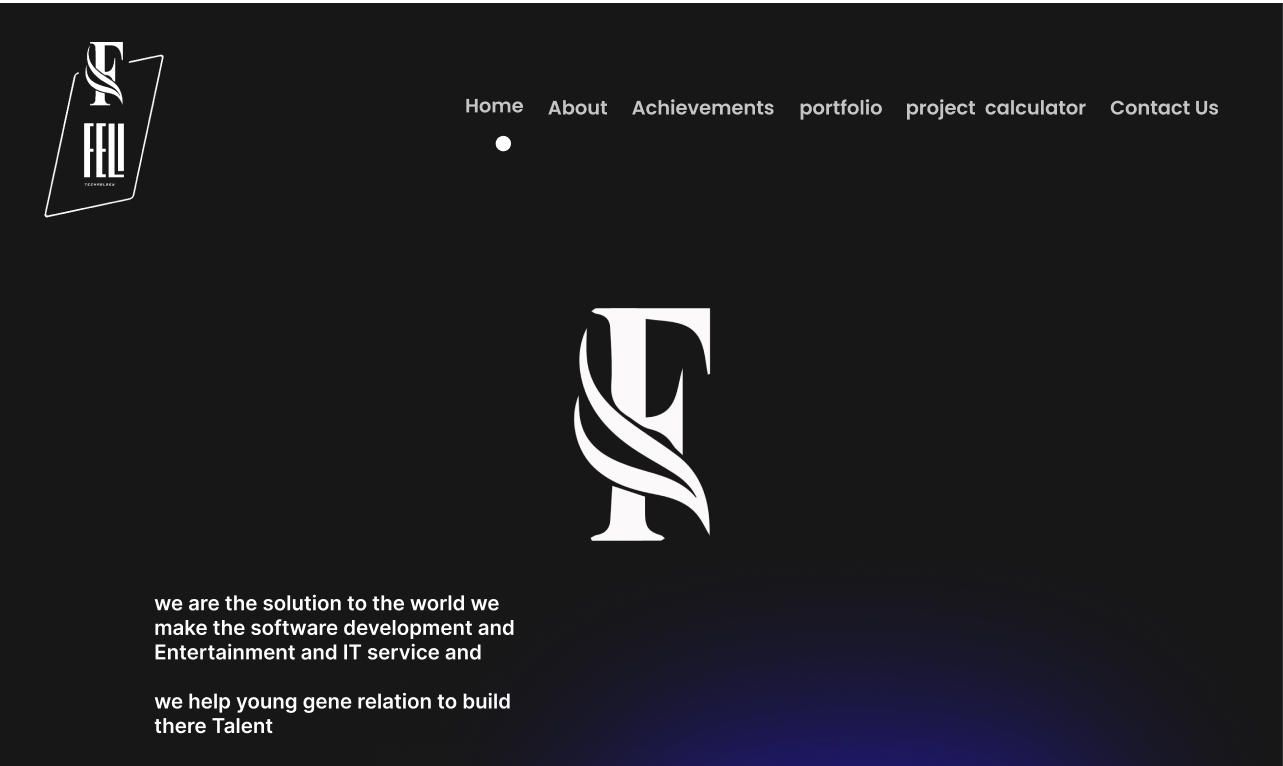 F
FELI
TECHNOLOGY
Home About Achievements portfolio project calculator Contact Us
F
we are the solution to the world we
make the software development and
Entertainment and IT service and
we help young gene relation to build
there Talent